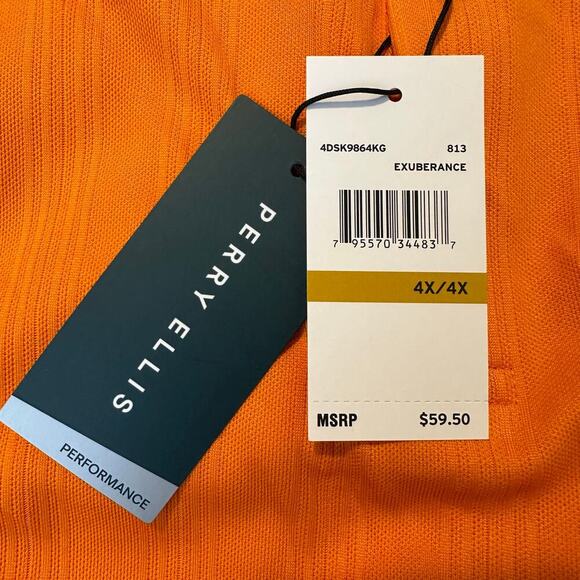 PERRY ELLIS
PERFORMANCE
4DSK9864KG 813
EXUBERANCE
7 95570 34483 7
4X/4X
MSRP $59.50